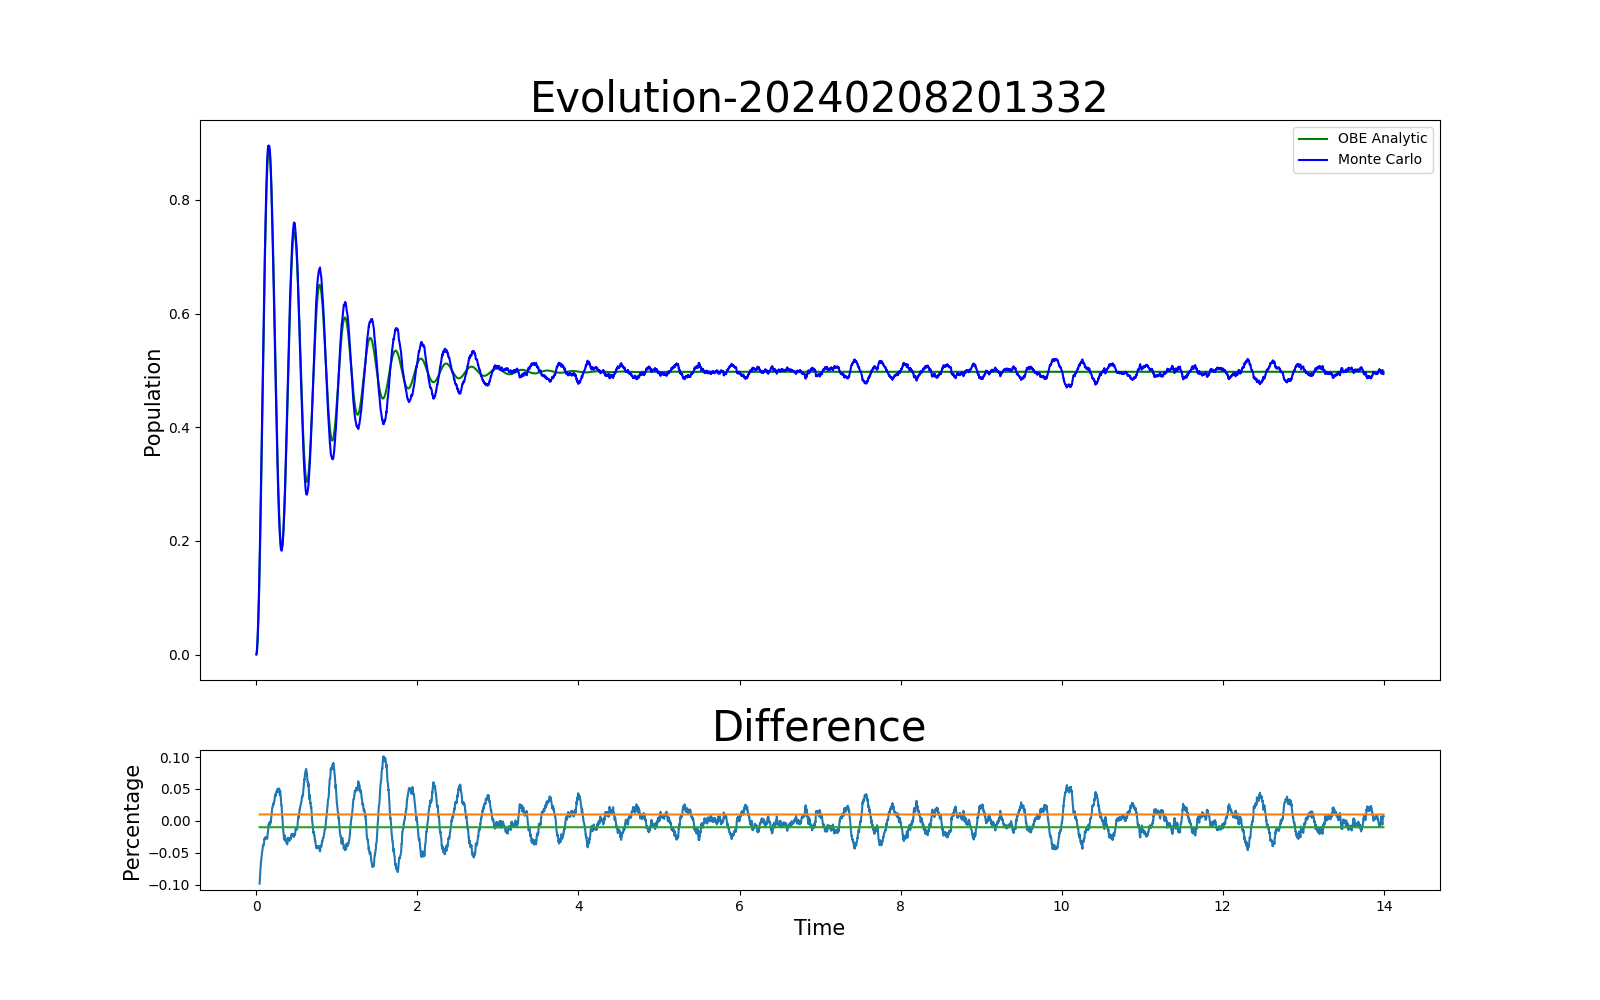 Evolution-20240208201332
OBE Analytic
Monte Carlo
Population
0.8
0.6
0.4
0.2
0.0
Difference
Percentage
0.10
0.05
0.00
−0.05
−0.10
0 2 4 6 8 10 12 14
Time